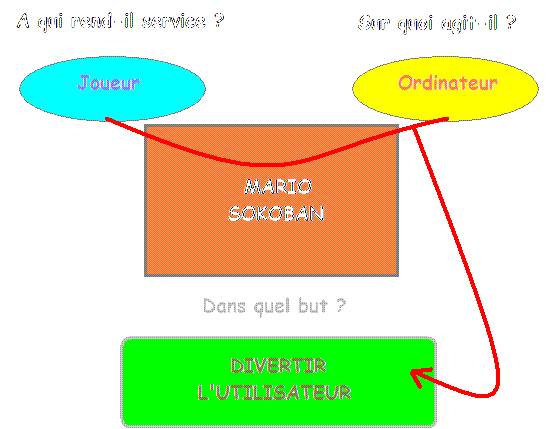 A qui rend-il service ?
Sur quoi agit-il ?
Joueur
Ordinateur
MARIO
SOKOBAN
Dans quel but ?
DIVERTIR
L'UTILISATEUR